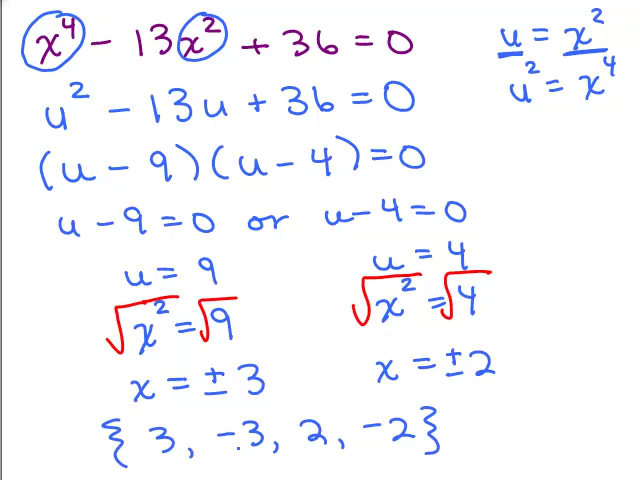 x⁴ − 13x² + 36 = 0
u = x²
u² = x⁴
u² − 13u + 36 = 0
(u − 9)(u − 4) = 0
u − 9 = 0 or u − 4 = 0
u = 9
u = 4
√x² = √9
√x² = √4
x = ± 3
x = ± 2
{3, −3, 2, −2}